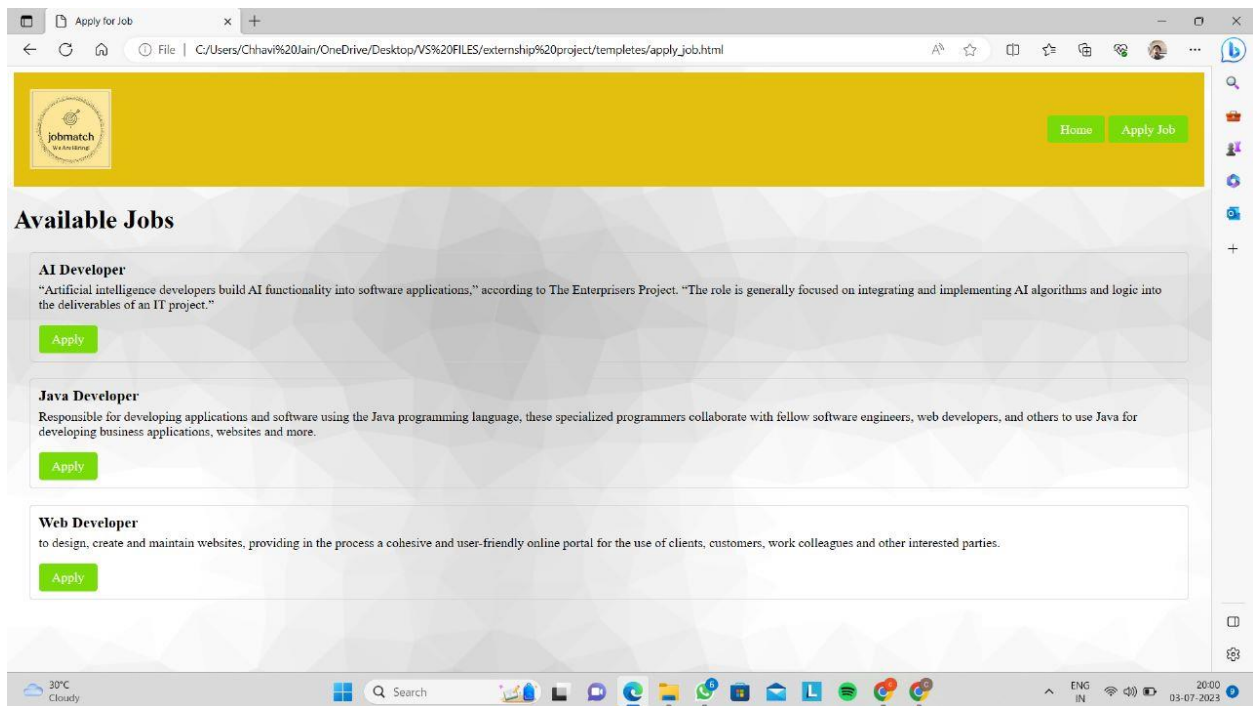 Apply for Job
File | C:/Users/Chhavi%20Jain/OneDrive/Desktop/VS%20FILES/externship%20project/templetes/apply_job.html
jobmatch
We Are Hiring
Home
Apply Job
Available Jobs
AI Developer
“Artificial intelligence developers build AI functionality into software applications,” according to The Enterprisers Project. “The role is generally focused on integrating and implementing AI algorithms and logic into
the deliverables of an IT project.”
Apply
Java Developer
Responsible for developing applications and software using the Java programming language, these specialized programmers collaborate with fellow software engineers, web developers, and others to use Java for
developing business applications, websites and more.
Apply
Web Developer
to design, create and maintain websites, providing in the process a cohesive and user-friendly online portal for the use of clients, customers, work colleagues and other interested parties.
Apply
30°C
Cloudy
Search
ENG
IN
20:00
03-07-2023